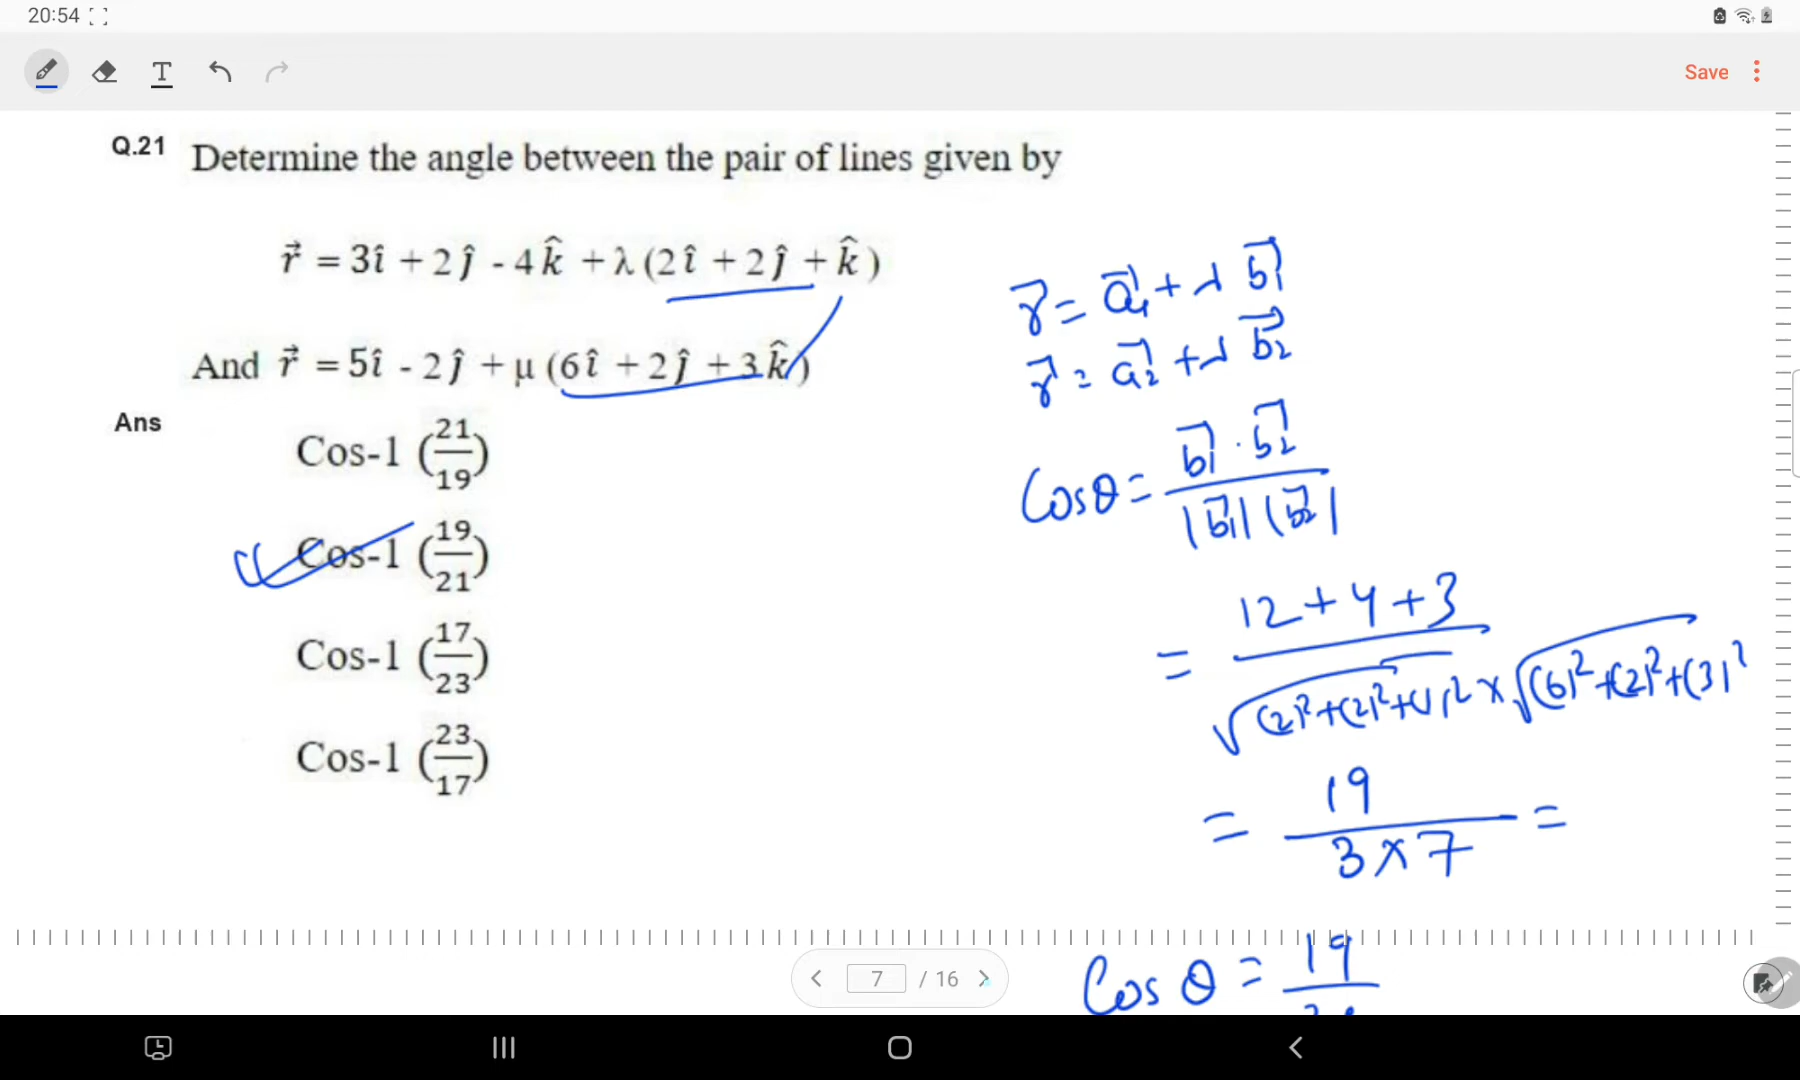 20:54
T
Save
Q.21 Determine the angle between the pair of lines given by
r⃗ = 3î + 2ĵ - 4k̂ + λ (2î + 2ĵ + k̂)
And r⃗ = 5î - 2ĵ + μ (6î + 2ĵ + 3k̂)
Ans
Cos-1 (21/19)
Cos-1 (19/21)
Cos-1 (17/23)
Cos-1 (23/17)
r⃗ = a⃗1 + λ b⃗1
r⃗ = a⃗2 + λ b⃗2
Cosθ = b⃗1 · b⃗2 / |b⃗1| |b⃗2|
= 12+4+3 / √(2)²+(2)²+(1)² × √(6)²+(2)²+(3)²
= 19 / 3×7 =
Cos θ = 19
7 / 16